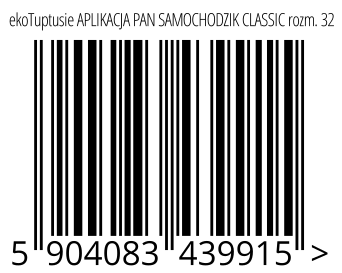 ekoTuptusie APLIKACJA PAN SAMOCHODZIK CLASSIC rozm. 32
5 904083 439915 >